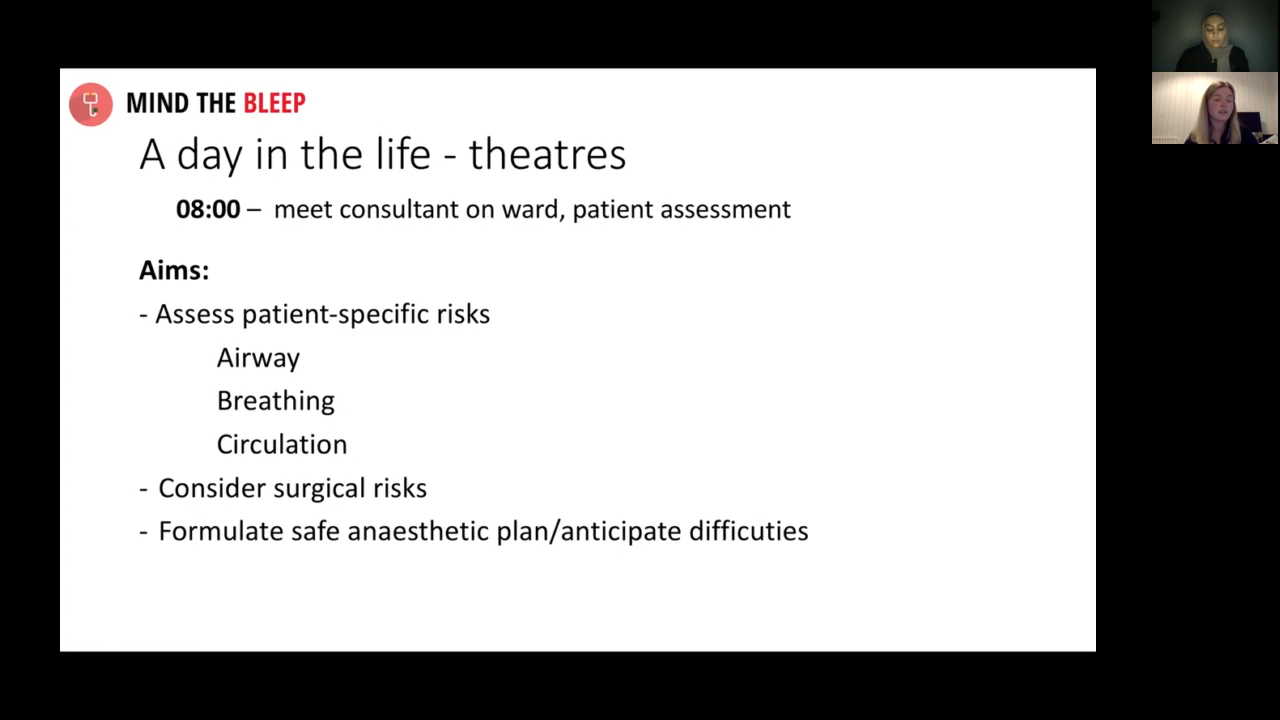 MIND THE BLEEP
A day in the life - theatres
08:00 – meet consultant on ward, patient assessment
Aims:
- Assess patient-specific risks
Airway
Breathing
Circulation
- Consider surgical risks
- Formulate safe anaesthetic plan/anticipate difficuties